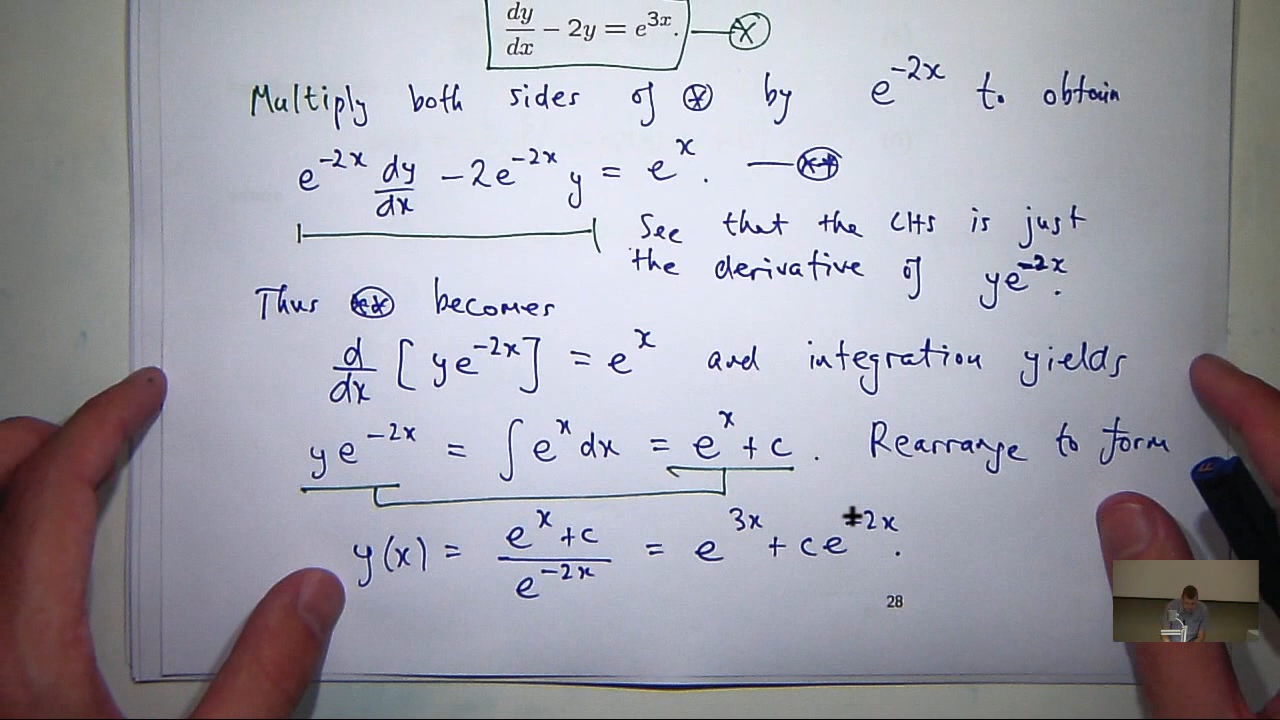 dy/dx − 2y = e^{3x}. — ⊛
Multiply both sides of ⊛ by e^{-2x} to obtain
e^{-2x} dy/dx − 2e^{-2x} y = e^x. — (**)
See that the LHS is just
the derivative of ye^{-2x}.
Thus (**) becomes
d/dx [ye^{-2x}] = e^x and integration yields
ye^{-2x} = ∫ e^x dx = e^x + c. Rearrange to form
y(x) = (e^x + c)/(e^{-2x}) = e^{3x} + ce^{+2x}.
28